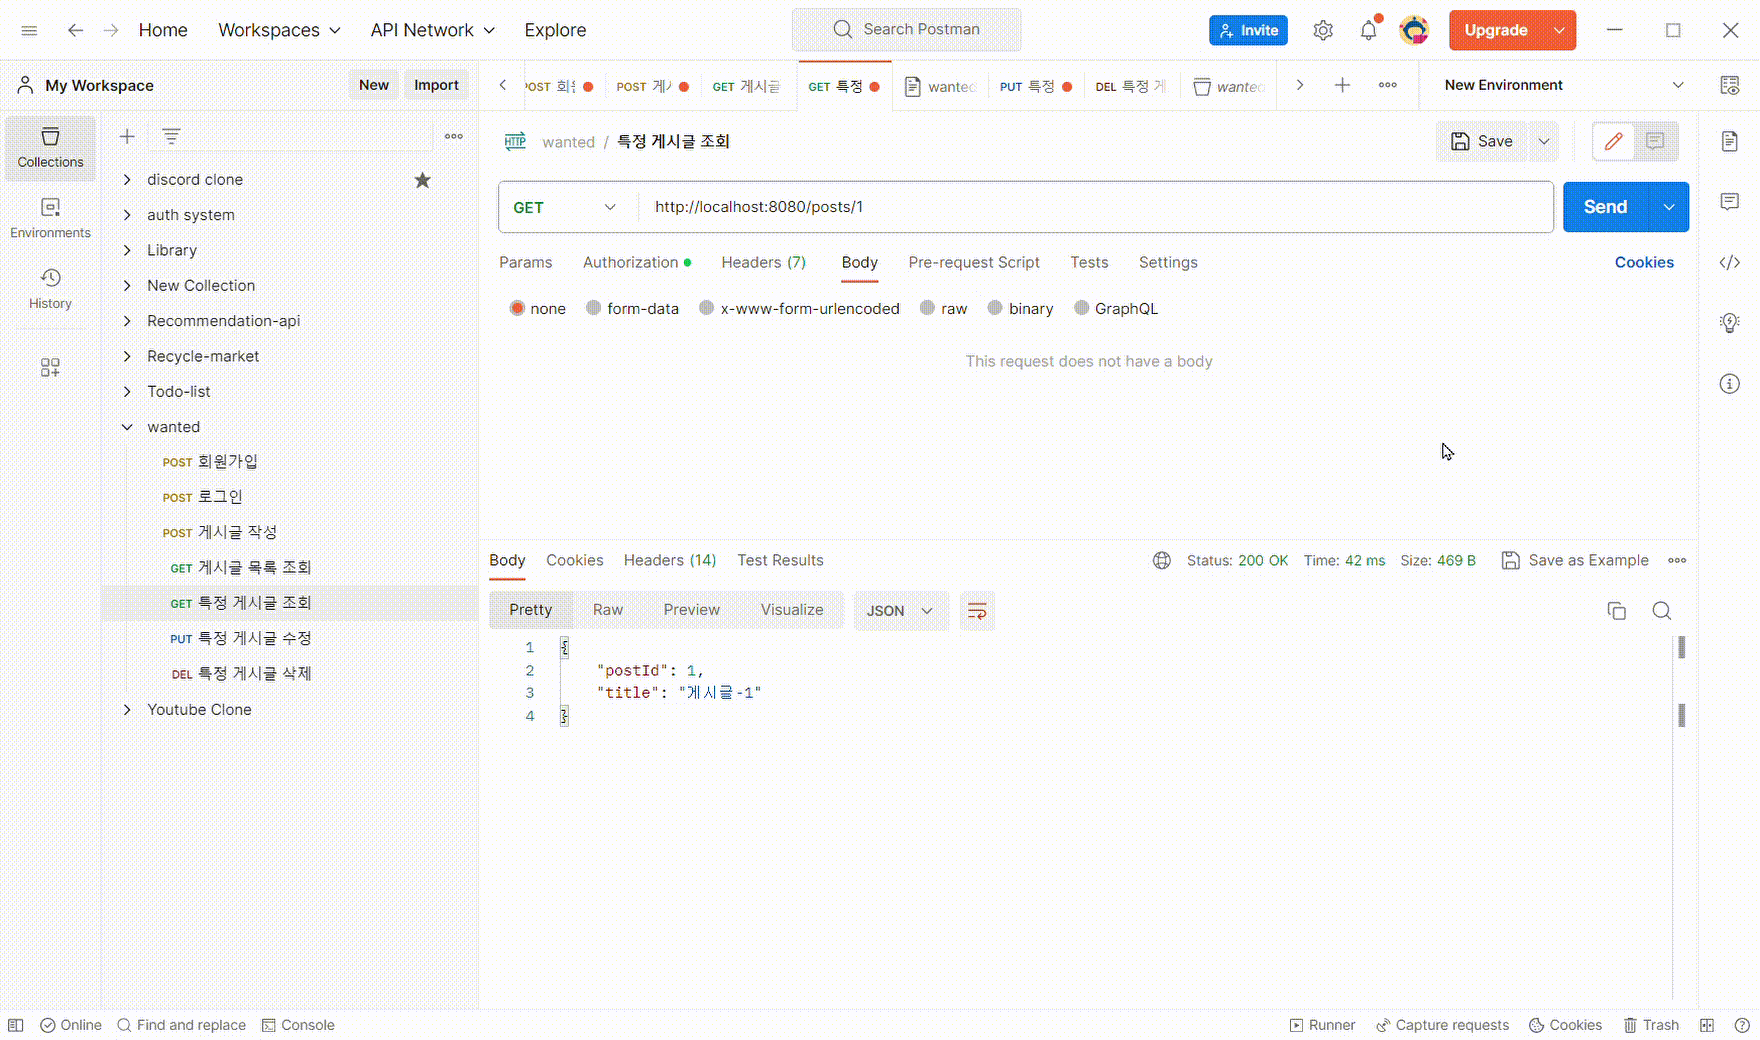 Home Workspaces API Network Explore Search Postman Invite Upgrade
My Workspace New Import POST 회 POST 게 GET 게시글 GET 특정 wanted PUT 특정 DEL 특정 게 wanted New Environment
Collections
Environments
History
discord clone
auth system
Library
New Collection
Recommendation-api
Recycle-market
Todo-list
wanted
POST 회원가입
POST 로그인
POST 게시글 작성
GET 게시글 목록 조회
GET 특정 게시글 조회
PUT 특정 게시글 수정
DEL 특정 게시글 삭제
Youtube Clone
HTTP wanted / 특정 게시글 조회 Save
GET http://localhost:8080/posts/1 Send
Params Authorization Headers (7) Body Pre-request Script Tests Settings Cookies
none form-data x-www-form-urlencoded raw binary GraphQL
This request does not have a body
Body Cookies Headers (14) Test Results Status: 200 OK Time: 42 ms Size: 469 B Save as Example
Pretty Raw Preview Visualize JSON
1 {
2 "postId": 1,
3 "title": "게시글-1"
4 }
Online Find and replace Console Runner Capture requests Cookies Trash